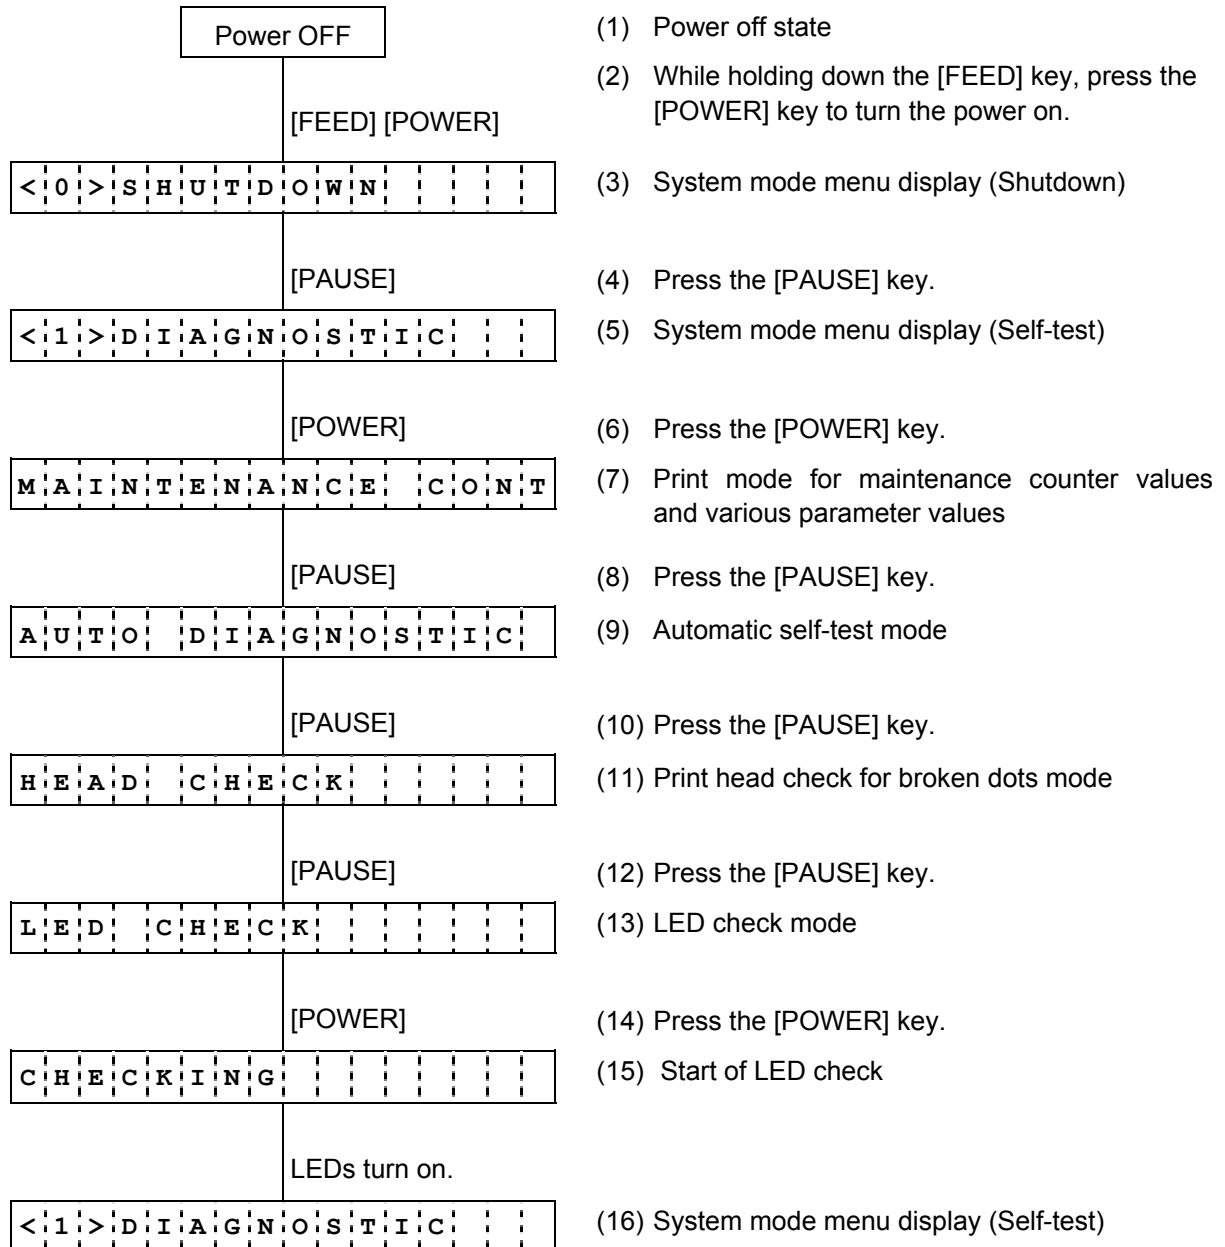 Power OFF
(1) Power off state
[FEED] [POWER]
(2) While holding down the [FEED] key, press the
[POWER] key to turn the power on.
<0>SHUTDOWN
(3) System mode menu display (Shutdown)
[PAUSE]
(4) Press the [PAUSE] key.
<1>DIAGNOSTIC
(5) System mode menu display (Self-test)
[POWER]
(6) Press the [POWER] key.
MAINTENANCE CONT
(7) Print mode for maintenance counter values
and various parameter values
[PAUSE]
(8) Press the [PAUSE] key.
AUTO DIAGNOSTIC
(9) Automatic self-test mode
[PAUSE]
(10) Press the [PAUSE] key.
HEAD CHECK
(11) Print head check for broken dots mode
[PAUSE]
(12) Press the [PAUSE] key.
LED CHECK
(13) LED check mode
[POWER]
(14) Press the [POWER] key.
CHECKING
(15) Start of LED check
LEDs turn on.
<1>DIAGNOSTIC
(16) System mode menu display (Self-test)